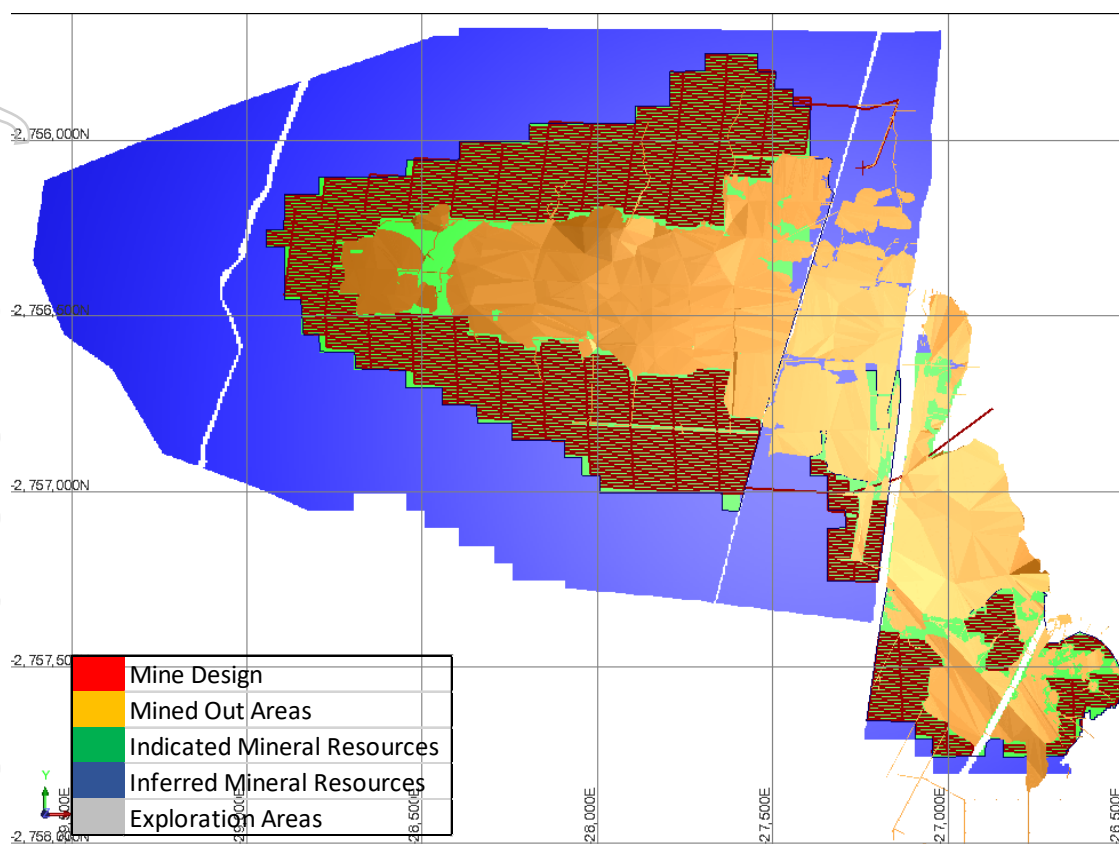 -2,756,000N
-2,756,500N
-2,757,000N
-2,757,500N
Mine Design
Mined Out Areas
Indicated Mineral Resources
Inferred Mineral Resources
Exploration Areas
Y
-2,758,000N
-28,500E
-28,000E
-27,500E
-27,000E
-26,500E